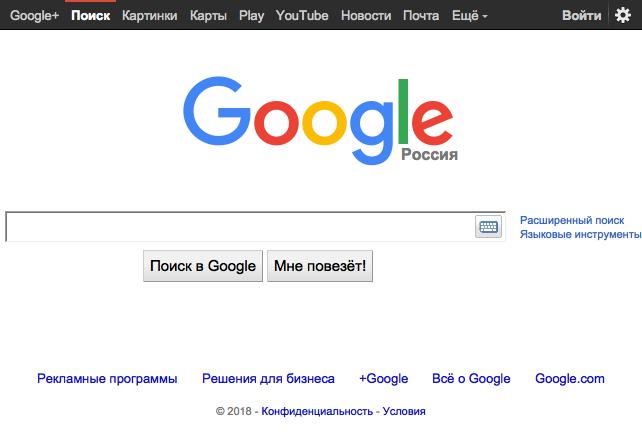 Google+ Поиск Картинки Карты Play YouTube Новости Почта Ещё Войти
Google
Россия
Расширенный поиск
Языковые инструменты
Поиск в Google Мне повезёт!
Рекламные программы Решения для бизнеса +Google Всё о Google Google.com
© 2018 - Конфиденциальность - Условия